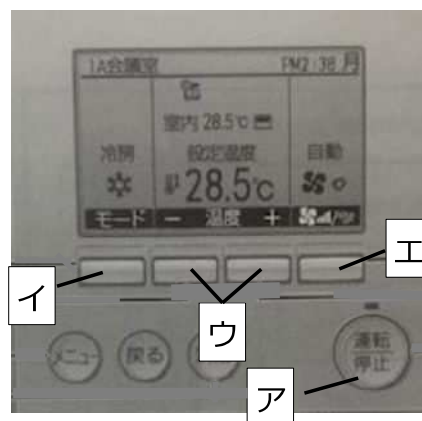 1A会議室 PM2:38 月
室内 28.5℃
冷房 設定温度 自動
28.5℃
モード － 温度 ＋
イ ウ エ
メニュー 戻る 運転
停止
ア